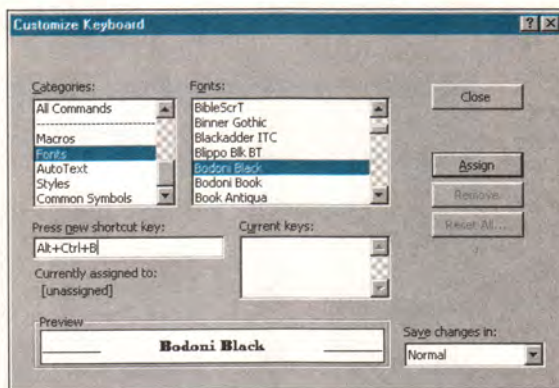 Customize Keyboard
Categories:
All Commands
Macros
Fonts
AutoText
Styles
Common Symbols
Fonts:
BibleScrT
Binner Gothic
Blackadder ITC
Blippo Blk BT
Bodoni Black
Bodoni Book
Book Antiqua
Close
Assign
Remove
Reset All...
Press new shortcut key:
Alt+Ctrl+B
Current keys:
Currently assigned to:
[unassigned]
Preview
Bodoni Black
Save changes in:
Normal